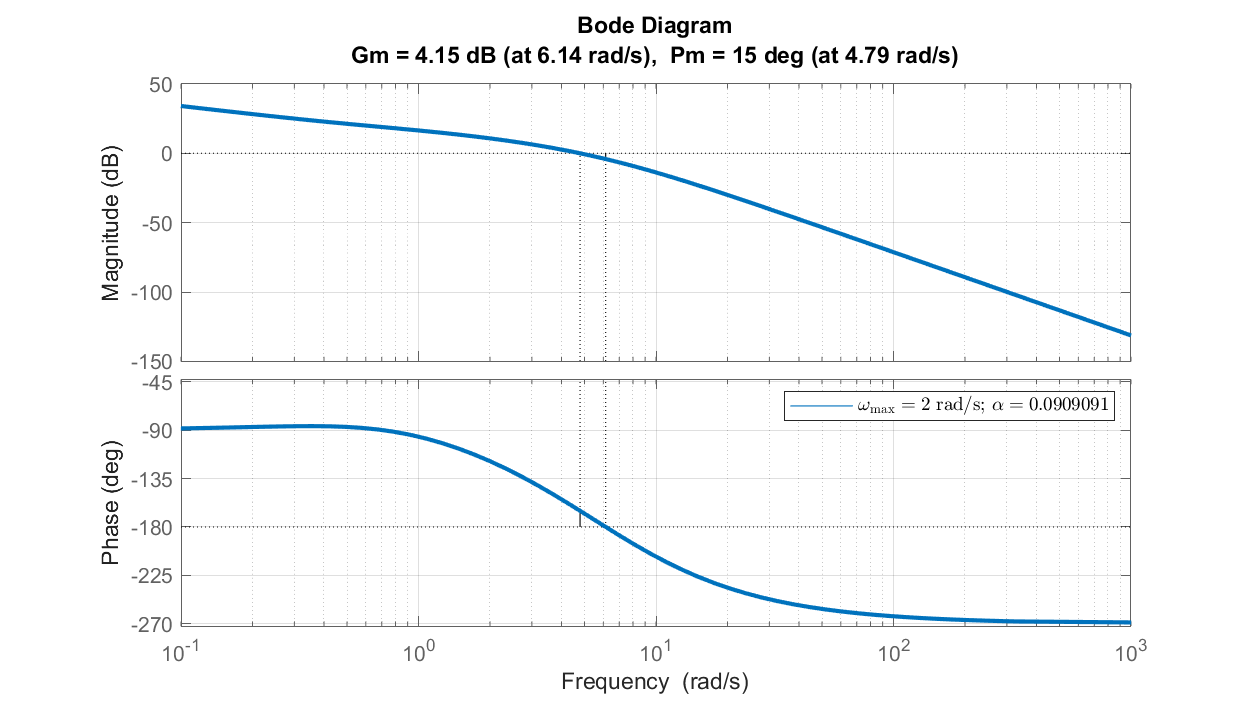 Bode Diagram
Gm = 4.15 dB (at 6.14 rad/s),  Pm = 15 deg (at 4.79 rad/s)
50
0
-50
-100
-150
Magnitude (dB)
-45
-90
-135
-180
-225
-270
Phase (deg)
ω_max = 2 rad/s; α = 0.0909091
10^-1
10^0
10^1
10^2
10^3
Frequency  (rad/s)